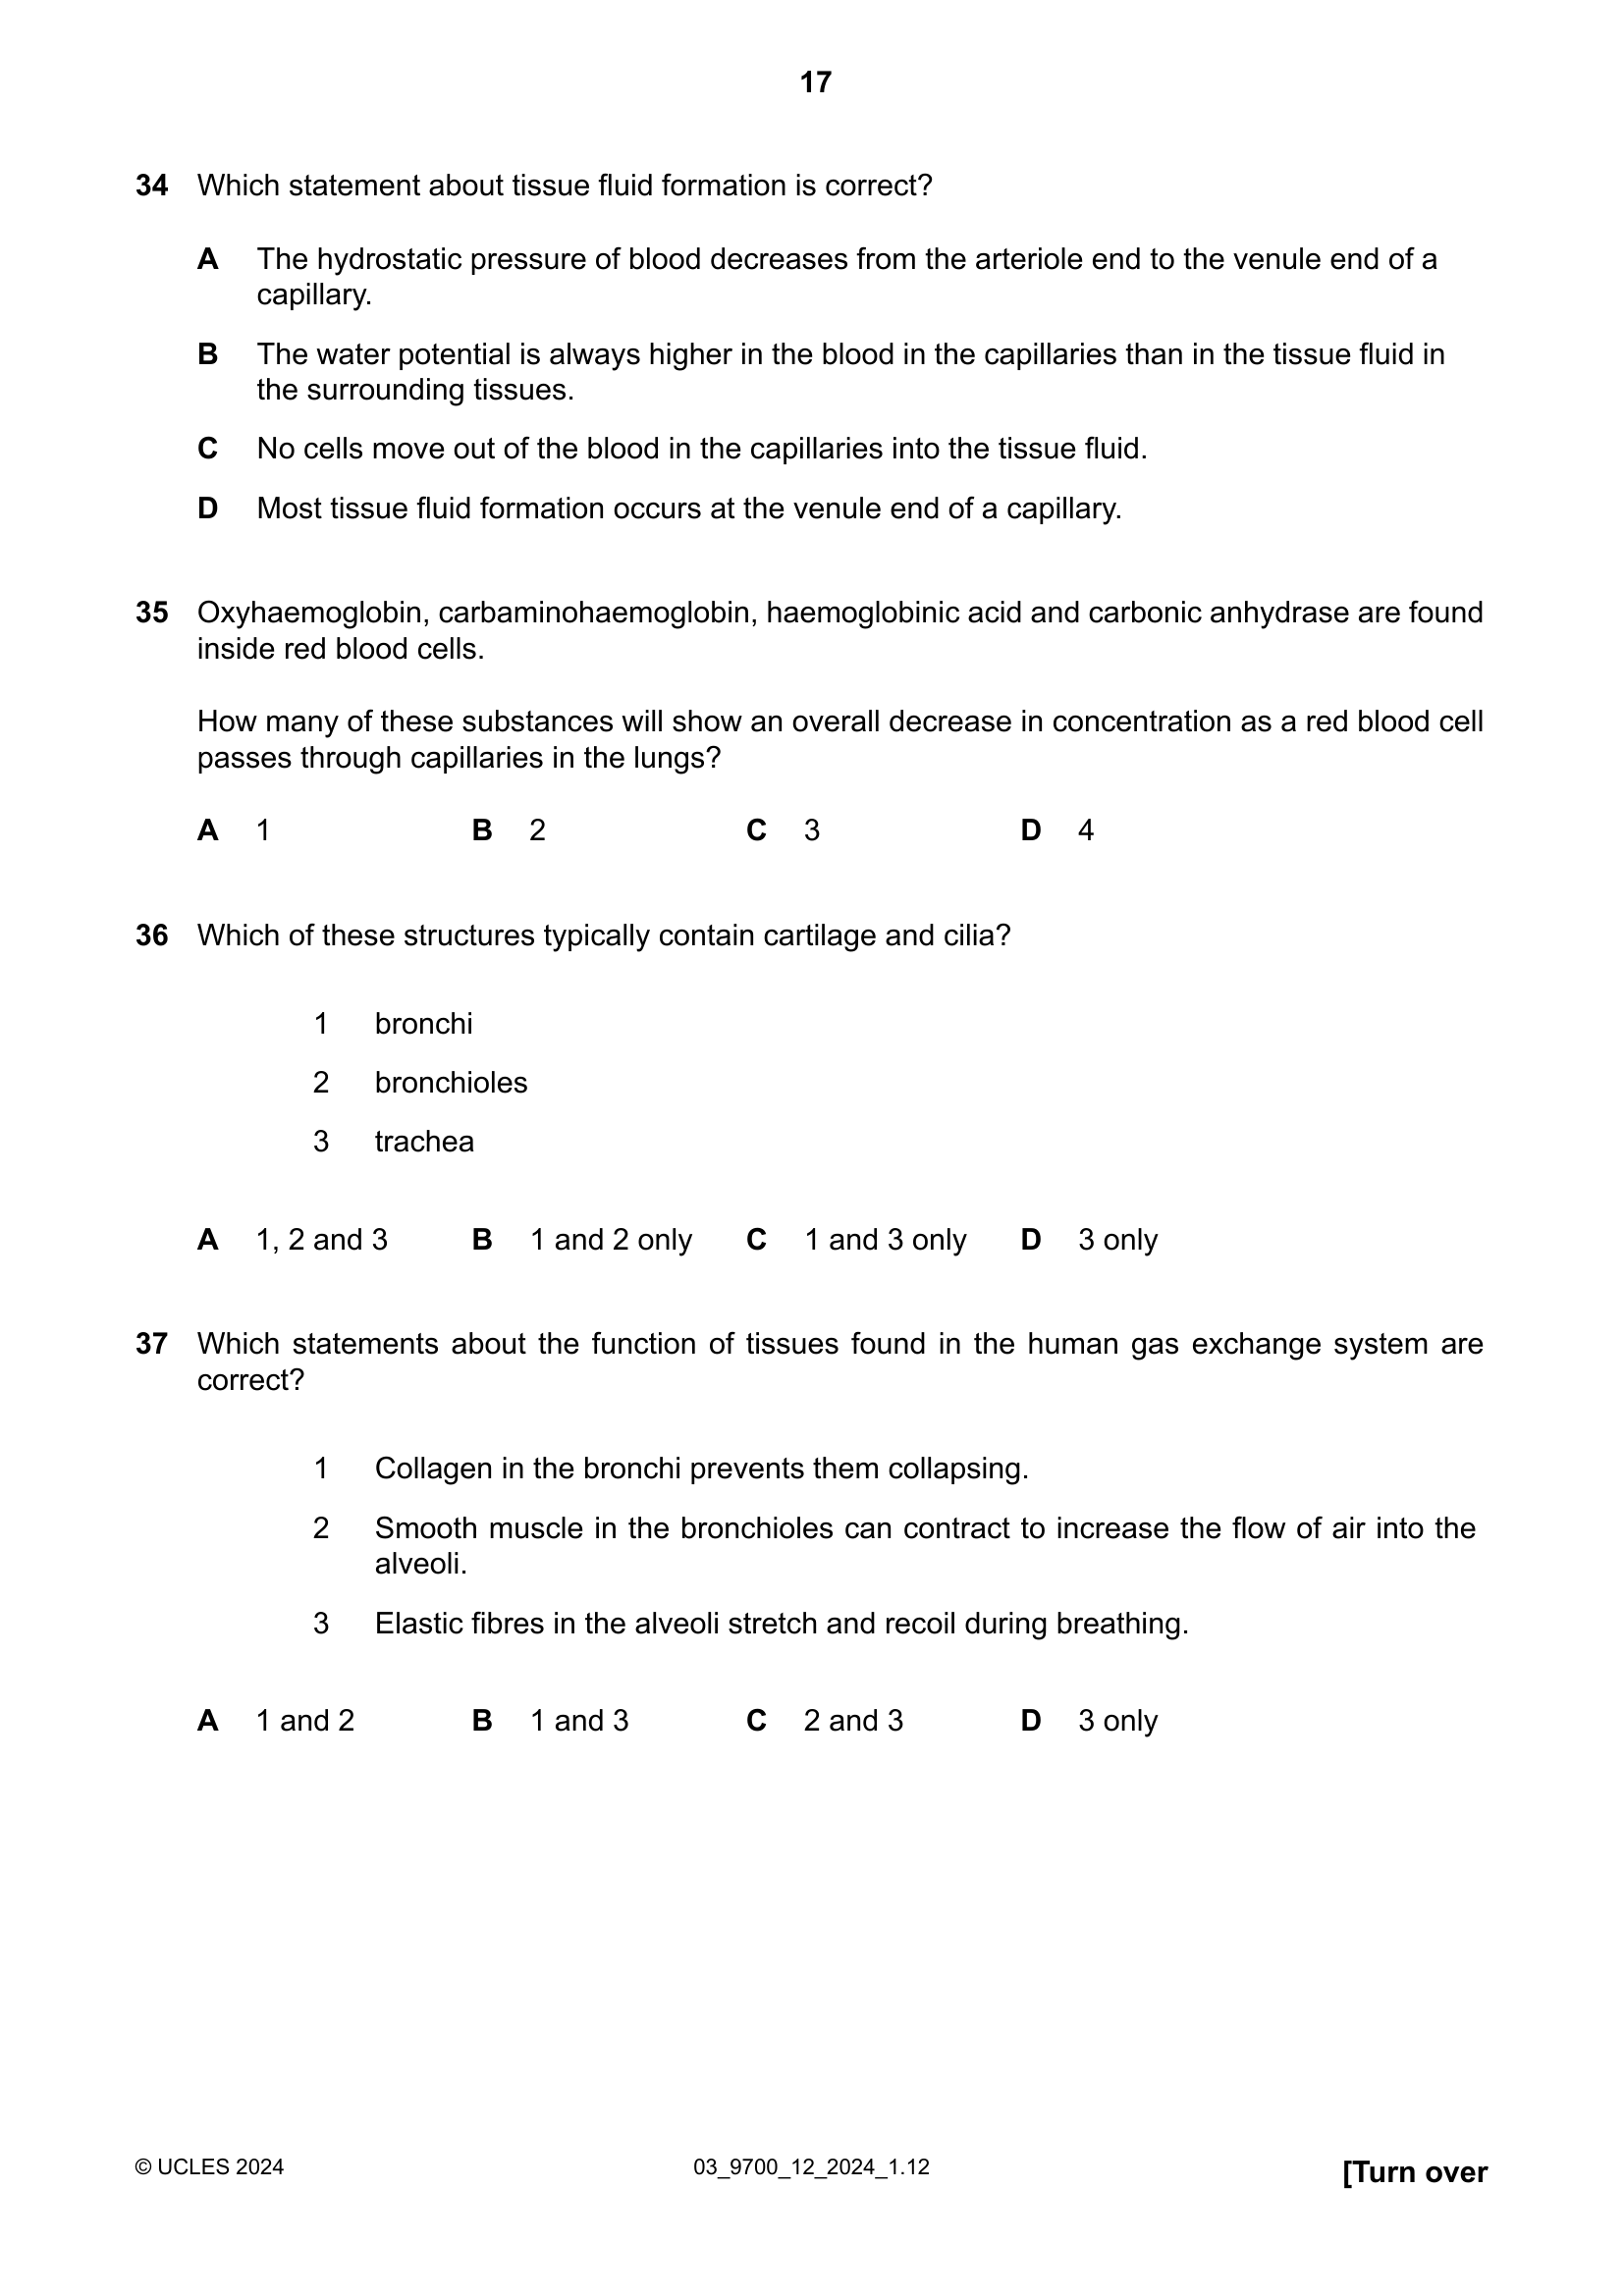 17
34 Which statement about tissue fluid formation is correct?
A The hydrostatic pressure of blood decreases from the arteriole end to the venule end of a
capillary.
B The water potential is always higher in the blood in the capillaries than in the tissue fluid in
the surrounding tissues.
C No cells move out of the blood in the capillaries into the tissue fluid.
D Most tissue fluid formation occurs at the venule end of a capillary.
35 Oxyhaemoglobin, carbaminohaemoglobin, haemoglobinic acid and carbonic anhydrase are found
inside red blood cells.
How many of these substances will show an overall decrease in concentration as a red blood cell
passes through capillaries in the lungs?
A 1 B 2 C 3 D 4
36 Which of these structures typically contain cartilage and cilia?
1 bronchi
2 bronchioles
3 trachea
A 1, 2 and 3 B 1 and 2 only C 1 and 3 only D 3 only
37 Which statements about the function of tissues found in the human gas exchange system are
correct?
1 Collagen in the bronchi prevents them collapsing.
2 Smooth muscle in the bronchioles can contract to increase the flow of air into the
alveoli.
3 Elastic fibres in the alveoli stretch and recoil during breathing.
A 1 and 2 B 1 and 3 C 2 and 3 D 3 only
© UCLES 2024 03_9700_12_2024_1.12 [Turn over